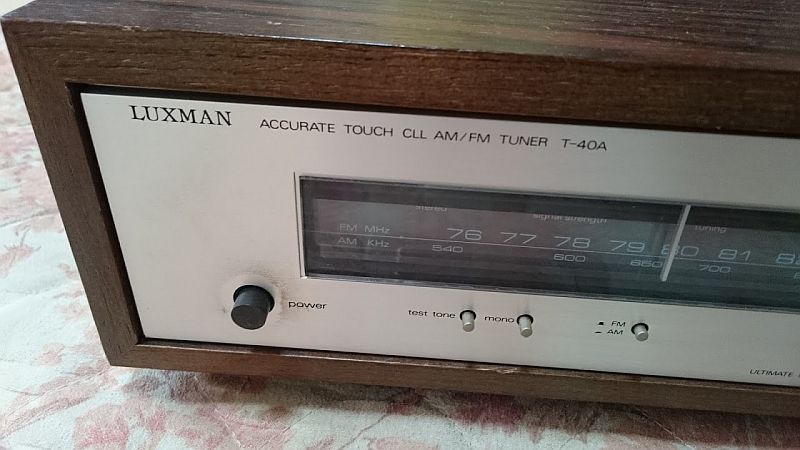 LUXMAN ACCURATE TOUCH CLL AM/FM TUNER T-40A
stereo signal strength tuning
FM MHz 76 77 78 79 80 81
AM KHz 540 600 650 700
power test tone mono FM
AM
ULTIMATE